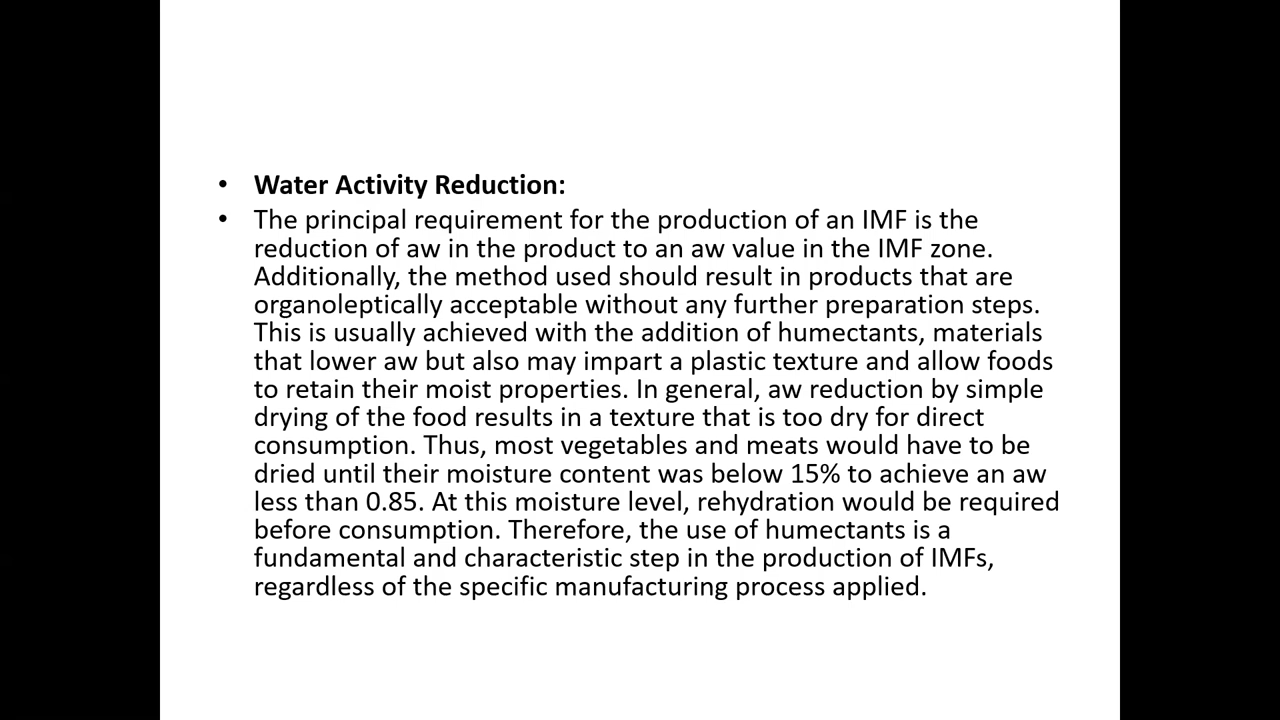 • Water Activity Reduction:
• The principal requirement for the production of an IMF is the
reduction of aw in the product to an aw value in the IMF zone.
Additionally, the method used should result in products that are
organoleptically acceptable without any further preparation steps.
This is usually achieved with the addition of humectants, materials
that lower aw but also may impart a plastic texture and allow foods
to retain their moist properties. In general, aw reduction by simple
drying of the food results in a texture that is too dry for direct
consumption. Thus, most vegetables and meats would have to be
dried until their moisture content was below 15% to achieve an aw
less than 0.85. At this moisture level, rehydration would be required
before consumption. Therefore, the use of humectants is a
fundamental and characteristic step in the production of IMFs,
regardless of the specific manufacturing process applied.